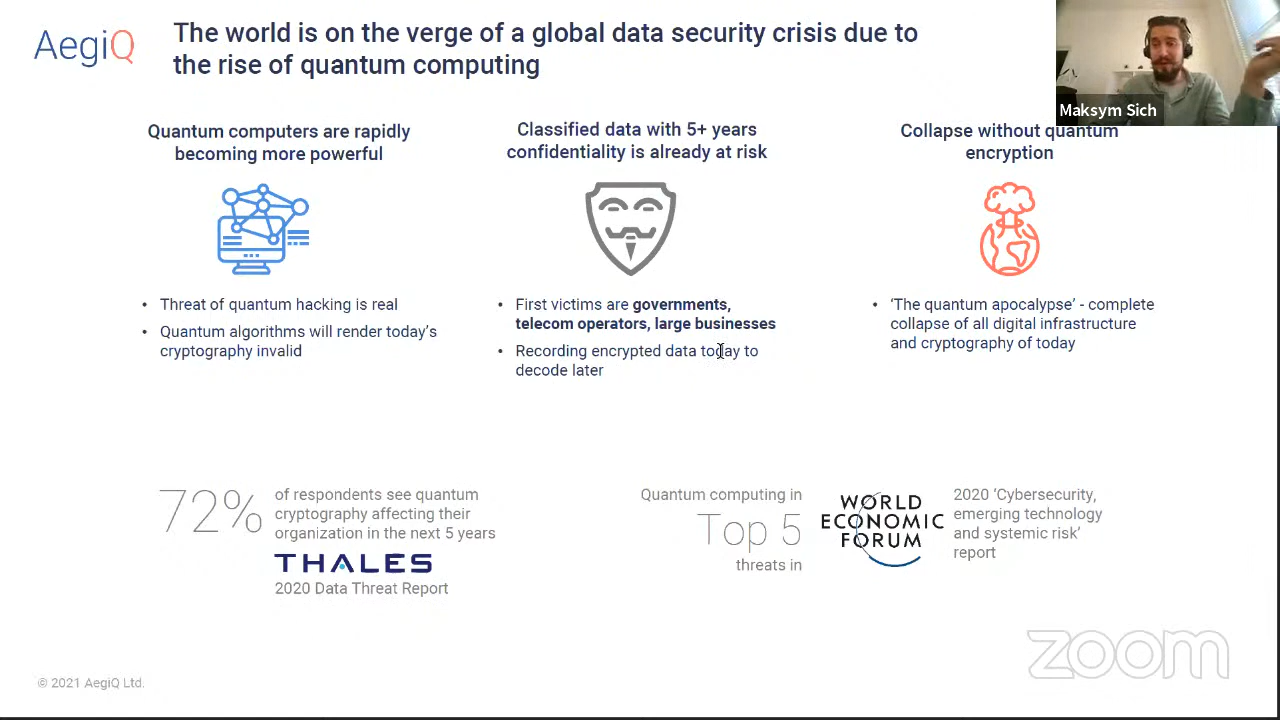 AegiQ
The world is on the verge of a global data security crisis due to
the rise of quantum computing
Maksym Sich
Quantum computers are rapidly
becoming more powerful
• Threat of quantum hacking is real
• Quantum algorithms will render today’s
cryptography invalid
Classified data with 5+ years
confidentiality is already at risk
• First victims are governments,
telecom operators, large businesses
• Recording encrypted data today to
decode later
Collapse without quantum
encryption
• ‘The quantum apocalypse’ - complete
collapse of all digital infrastructure
and cryptography of today
72%
of respondents see quantum
cryptography affecting their
organization in the next 5 years
THALES
2020 Data Threat Report
Quantum computing in
Top 5
threats in
WORLD
ECONOMIC
FORUM
2020 ‘Cybersecurity,
emerging technology
and systemic risk’
report
zoom
© 2021 AegiQ Ltd.